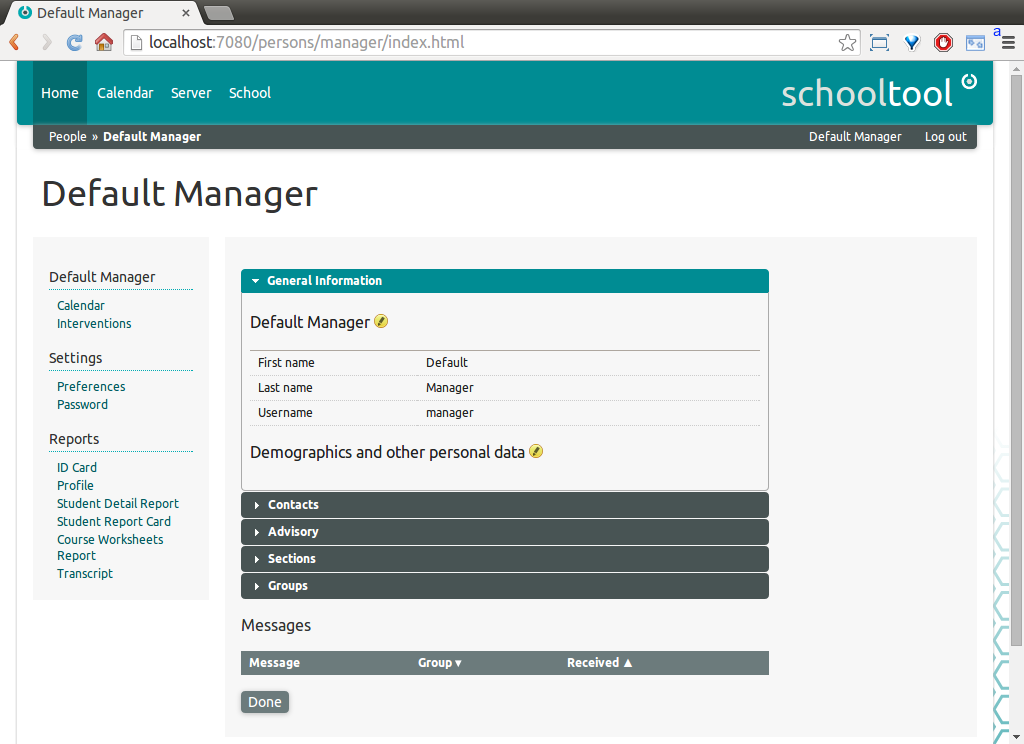 Default Manager
localhost:7080/persons/manager/index.html
a
Home Calendar Server School
schooltool
People » Default Manager
Default Manager Log out
Default Manager
Default Manager
Calendar
Interventions
Settings
Preferences
Password
Reports
ID Card
Profile
Student Detail Report
Student Report Card
Course Worksheets
Report
Transcript
General Information
Default Manager
First name Default
Last name Manager
Username manager
Demographics and other personal data
Contacts
Advisory
Sections
Groups
Messages
Message Group ▾ Received ▲
Done